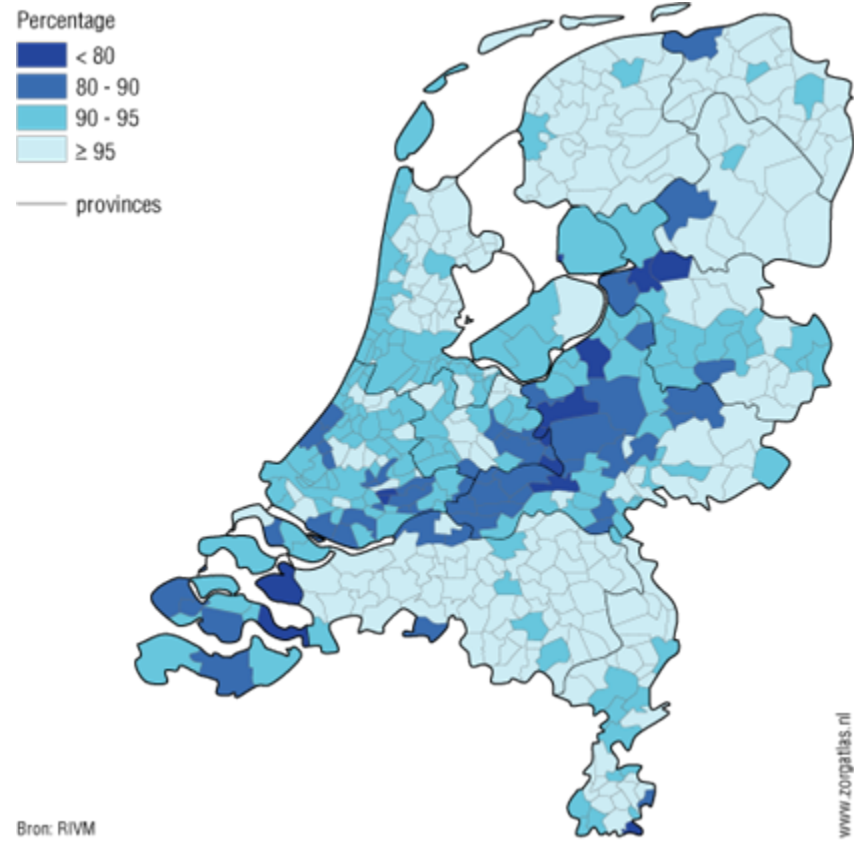 Percentage
< 80
80 - 90
90 - 95
≥ 95
provinces
www.zorgatlas.nl
Bron: RIVM